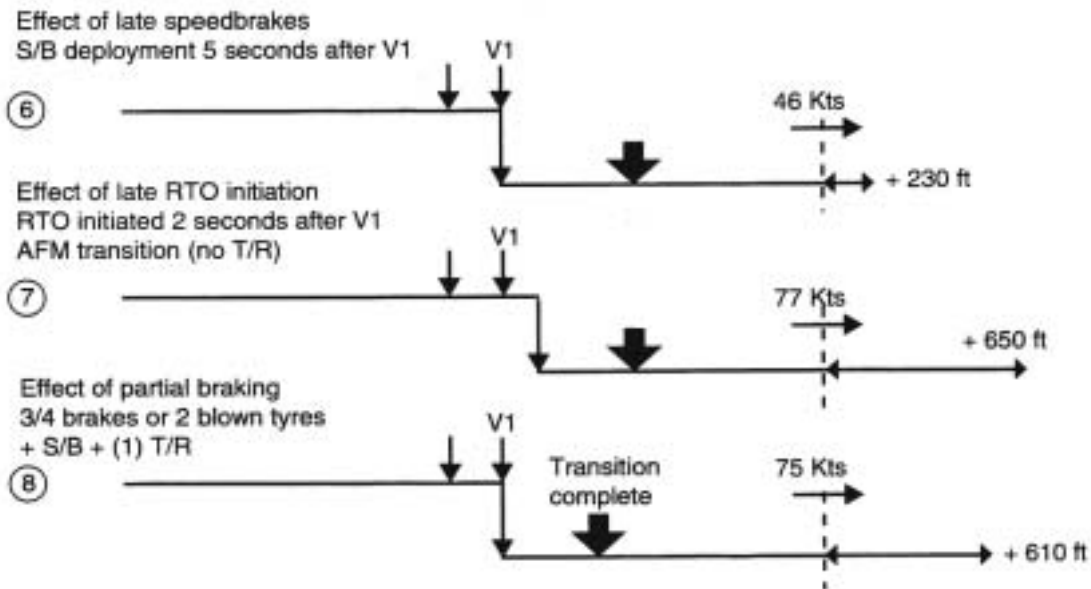 Effect of late speedbrakes
S/B deployment 5 seconds after V1
V1
6
46 Kts
+ 230 ft
Effect of late RTO initiation
RTO initiated 2 seconds after V1
AFM transition (no T/R)
V1
7
77 Kts
+ 650 ft
Effect of partial braking
3/4 brakes or 2 blown tyres
+ S/B + (1) T/R
V1
8
Transition
complete
75 Kts
+ 610 ft